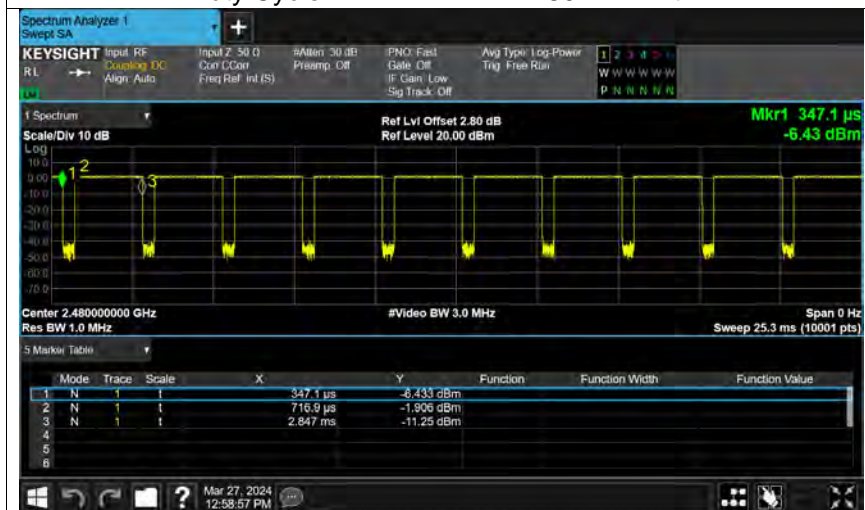 Spectrum Analyzer 1
Swept SA
+
KEYSIGHT Input: RF Input Z: 50 Ω #Atten: 30 dB PNO: Fast Avg Type: Log-Power 1 2 3 4 5 6
RL Coupling: DC Corr CCorr Preamp: Off Gate: Off Trig: Free Run W W W W W W
Align: Auto Freq Ref: Int (S) IF Gain: Low
Sig Track: Off P N N N N N
1 Spectrum Ref Lvl Offset 2.80 dB Mkr1 347.1 µs
Scale/Div 10 dB Ref Level 20.00 dBm -6.43 dBm
Log
10.0
0.00
-10.0
-20.0
-30.0
-40.0
-50.0
-60.0
-70.0
1 2 3
Center 2.480000000 GHz #Video BW 3.0 MHz Span 0 Hz
Res BW 1.0 MHz Sweep 25.3 ms (10001 pts)
5 Marker Table
Mode Trace Scale X Y Function Function Width Function Value
1 N 1 t 347.1 µs -6.433 dBm
2 N 1 t 716.9 µs -1.906 dBm
3 N 1 t 2.847 ms -11.25 dBm
4
5
6
? Mar 27, 2024
12:58:57 PM